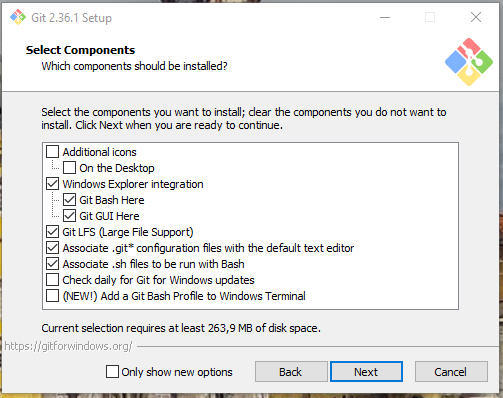 Git 2.36.1 Setup
Select Components
Which components should be installed?
Select the components you want to install; clear the components you do not want to
install. Click Next when you are ready to continue.
Additional icons
On the Desktop
Windows Explorer integration
Git Bash Here
Git GUI Here
Git LFS (Large File Support)
Associate .git* configuration files with the default text editor
Associate .sh files to be run with Bash
Check daily for Git for Windows updates
(NEW!) Add a Git Bash Profile to Windows Terminal
Current selection requires at least 263,9 MB of disk space.
https://gitforwindows.org/
Only show new options
Back
Next
Cancel